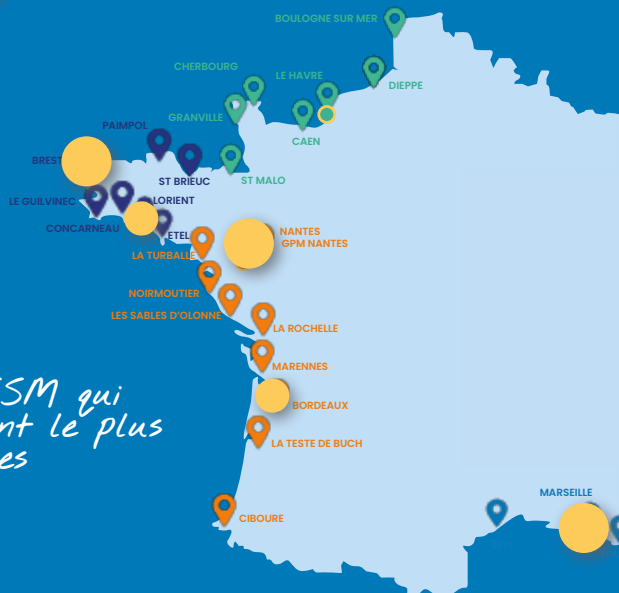 BOULOGNE SUR MER
CHERBOURG
LE HAVRE
DIEPPE
GRANVILLE
PAIMPOL
CAEN
BREST
ST BRIEUC
ST MALO
LE GUILVINEC
LORIENT
CONCARNEAU
ETEL
NANTES
GPM NANTES
LA TURBALLE
NOIRMOUTIER
LES SABLES D'OLONNE
LA ROCHELLE
MARENNES
SM qui
nt le plus
es
BORDEAUX
LA TESTE DE BUCH
MARSEILLE
CIBOURE